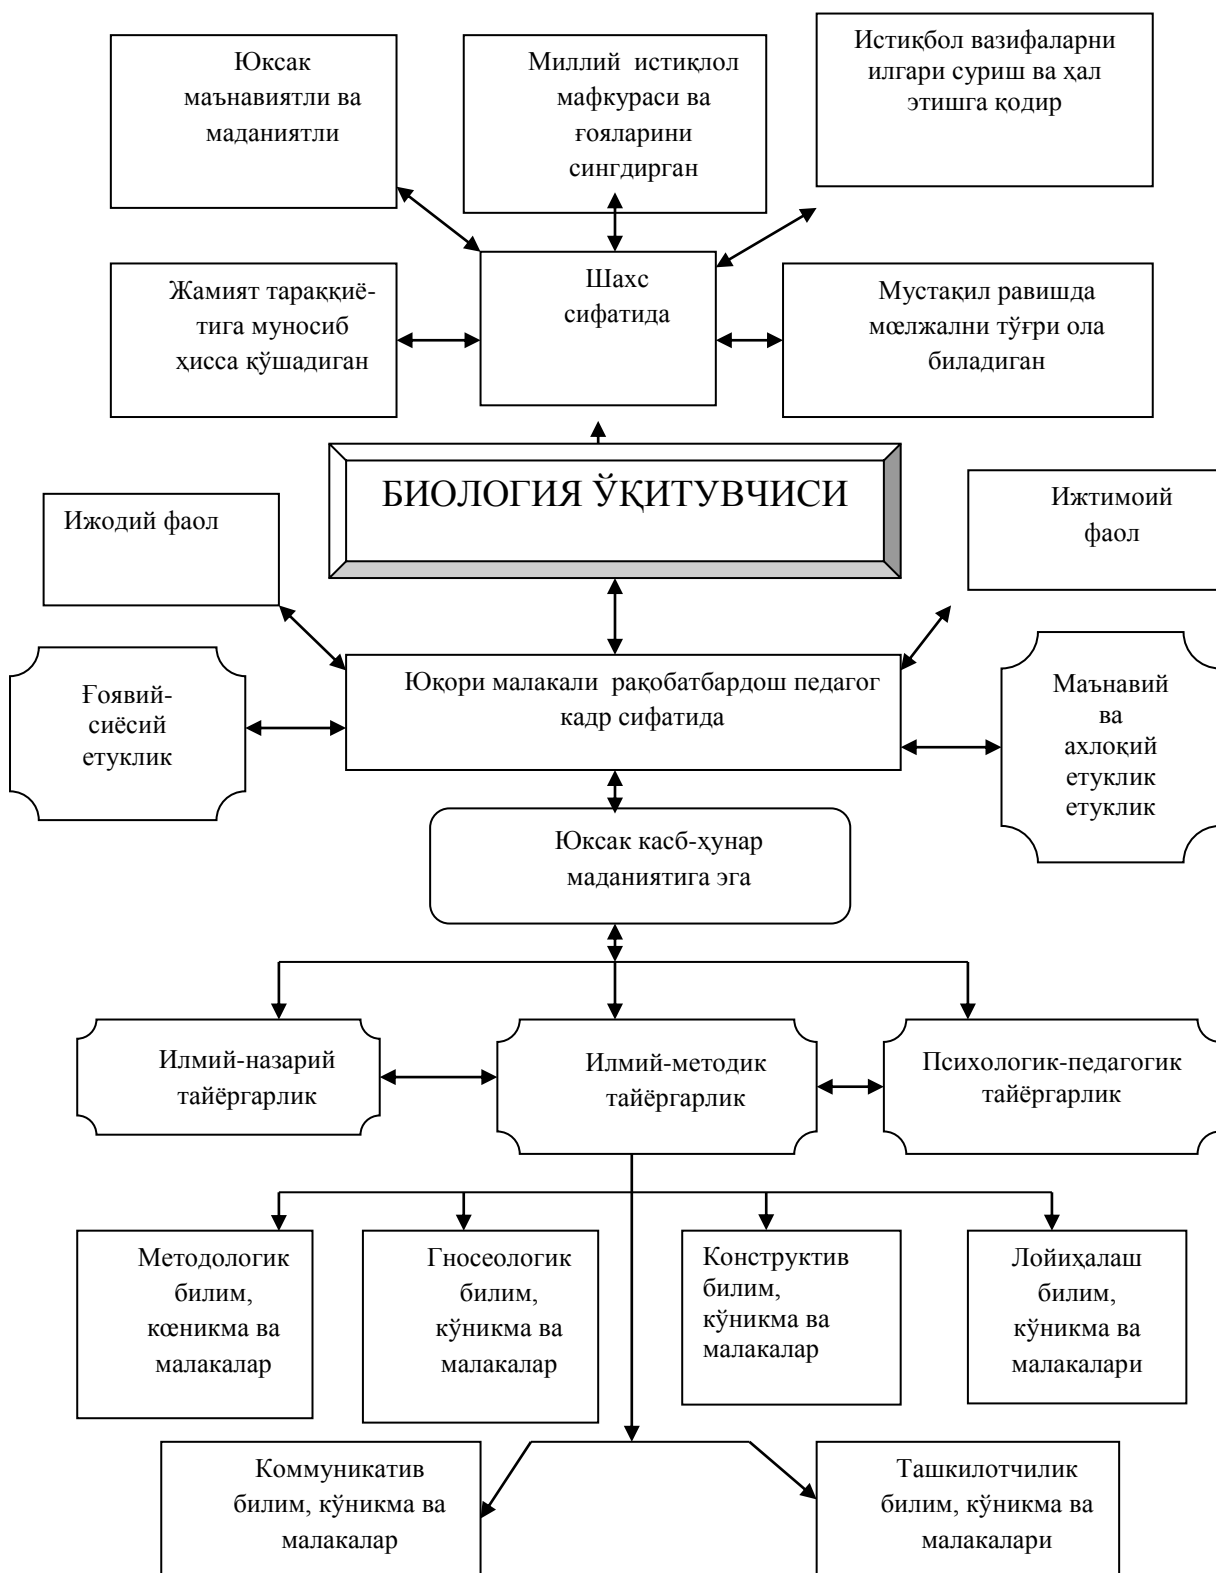 Юксак
маънавиятли ва
маданиятли
Миллий истиқлол
мафкураси ва
ғояларини
сингдирган
Истиқбол вазифаларни
илгари суриш ва ҳал
этишга қодир
Жамият тараққиё-
тига муносиб
ҳисса қўшадиган
Шахс
сифатида
Мустақил равишда
мœлжални тўғри ола
биладиган
БИОЛОГИЯ ЎҚИТУВЧИСИ
Ижодий фаол
Ижтимоий
фаол
Ғоявий-
сиёсий
етуклик
Юқори малакали рақобатбардош педагог
кадр сифатида
Маънавий
ва
ахлоқий
етуклик
етуклик
Юксак касб-ҳунар
маданиятига эга
Илмий-назарий
тайёргарлик
Илмий-методик
тайёргарлик
Психологик-педагогик
тайёргарлик
Методологик
билим,
кœникма ва
малакалар
Гносеологик
билим,
кўникма ва
малакалар
Конструктив
билим,
кўникма ва
малакалар
Лойиҳалаш
билим,
кўникма ва
малакалари
Коммуникатив
билим, кўникма ва
малакалар
Ташкилотчилик
билим, кўникма ва
малакалари